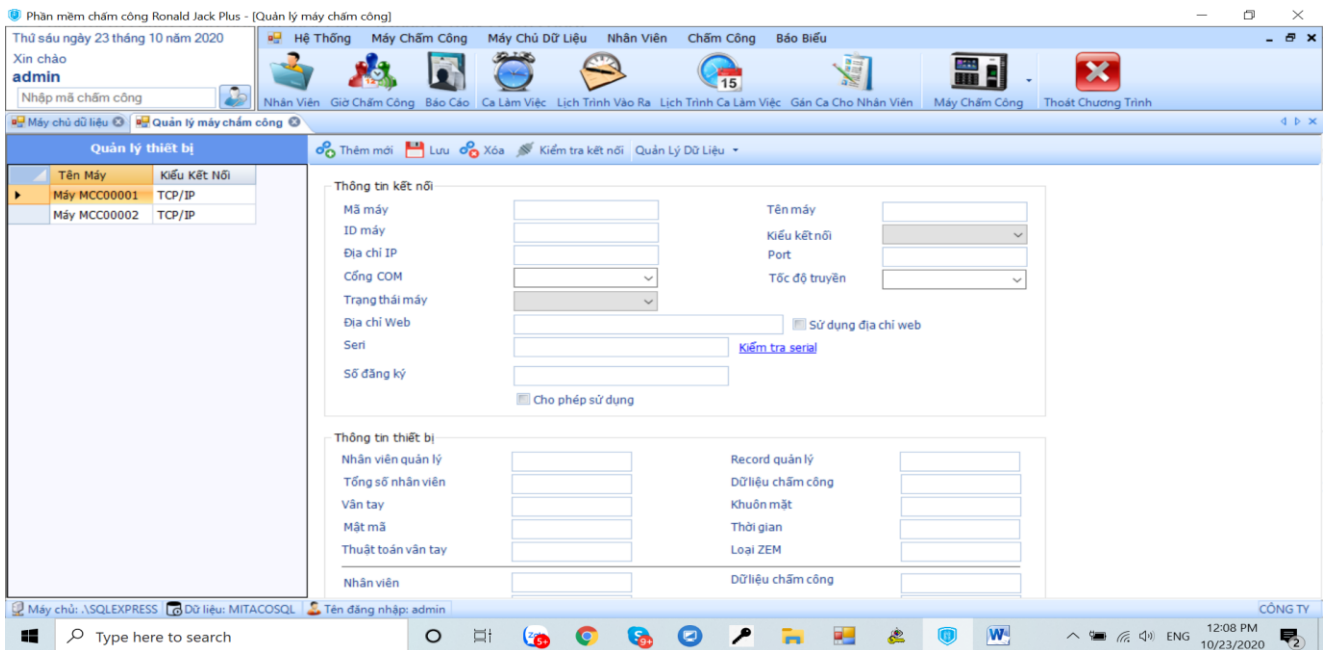 Phần mềm chấm công Ronald Jack Plus - [Quản lý máy chấm công]
Thứ sáu ngày 23 tháng 10 năm 2020
Hệ Thống Máy Chấm Công Máy Chủ Dữ Liệu Nhân Viên Chấm Công Báo Biểu
Xin chào
admin
Nhập mã chấm công
15
Nhân Viên Giờ Chấm Công Báo Cáo Ca Làm Việc Lịch Trình Vào Ra Lịch Trình Ca Làm Việc Gán Ca Cho Nhân Viên Máy Chấm Công Thoát Chương Trình
Máy chủ dữ liệu Quản lý máy chấm công
Quản lý thiết bị
Thêm mới Lưu Xóa Kiểm tra kết nối Quản Lý Dữ Liệu
Tên Máy Kiểu Kết Nối
Máy MCC00001 TCP/IP
Máy MCC00002 TCP/IP
Thông tin kết nối
Mã máy Tên máy
ID máy Kiểu kết nối
Địa chỉ IP Port
Cổng COM Tốc độ truyền
Trạng thái máy
Địa chỉ Web Sử dụng địa chỉ web
Seri Kiểm tra serial
Số đăng ký
Cho phép sử dụng
Thông tin thiết bị
Nhân viên quản lý Record quản lý
Tổng số nhân viên Dữ liệu chấm công
Vân tay Khuôn mặt
Mật mã Thời gian
Thuật toán vân tay Loại ZEM
Nhân viên Dữ liệu chấm công
Máy chủ: .\SQLEXPRESS Dữ liệu: MITACOSQL Tên đăng nhập: admin CÔNG TY
Type here to search
5+
9+
ENG
12:08 PM
10/23/2020
2